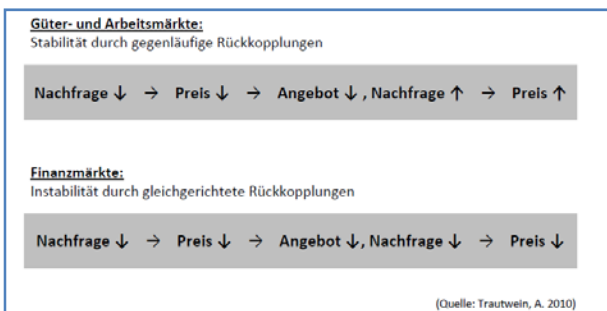 Güter- und Arbeitsmärkte:
Stabilität durch gegenläufige Rückkopplungen
Nachfrage ↓ → Preis ↓ → Angebot ↓ , Nachfrage ↑ → Preis ↑
Finanzmärkte:
Instabilität durch gleichgerichtete Rückkopplungen
Nachfrage ↓ → Preis ↓ → Angebot ↓, Nachfrage ↓ → Preis ↓
(Quelle: Trautwein, A. 2010)